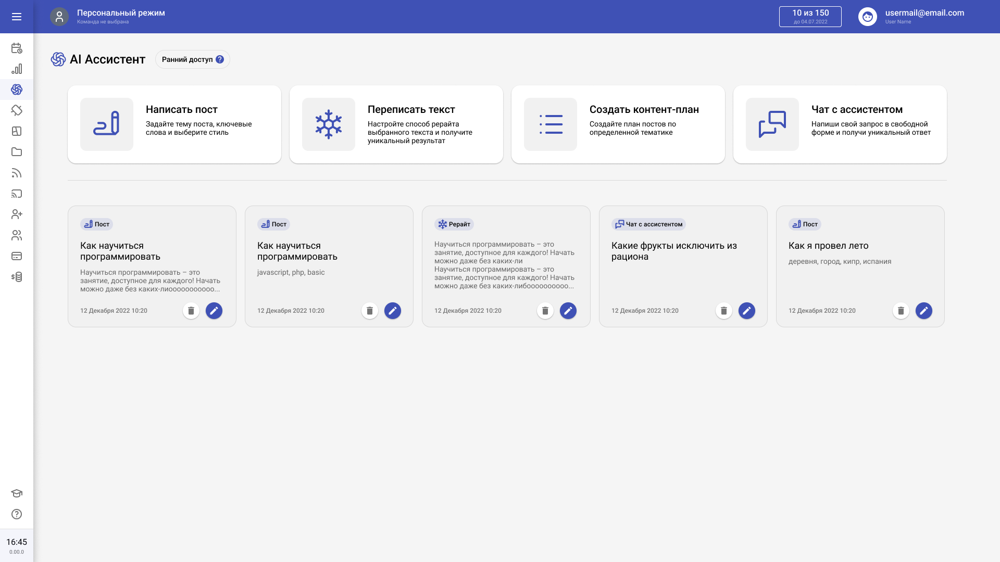 Персональный режим
Команда не выбрана
10 из 150
до 04.07.2022
usermail@email.com
User Name
AI Ассистент
Ранний доступ ?
Написать пост
Задайте тему поста, ключевые
слова и выберите стиль
Переписать текст
Настройте способ рерайта
выбранного текста и получите
уникальный результат
Создать контент-план
Создайте план постов по
определенной тематике
Чат с ассистентом
Напиши свой запрос в свободной
форме и получи уникальный ответ
Пост
Как научиться
программировать
Научиться программировать – это
занятие, доступное для каждого! Начать
можно даже без каких-лиооооооооооо...
12 Декабря 2022 10:20
Пост
Как научиться
программировать
javascript, php, basic
12 Декабря 2022 10:20
Рерайт
Научиться программировать – это
занятие, доступное для каждого! Начать
можно даже без каких-ли
Научиться программировать – это
занятие, доступное для каждого! Начать
можно даже без каких-либоооооооооо...
12 Декабря 2022 10:20
Чат с ассистентом
Какие фрукты исключить из
рациона
12 Декабря 2022 10:20
Пост
Как я провел лето
деревня, город, кипр, испания
12 Декабря 2022 10:20
16:45
0.00.0